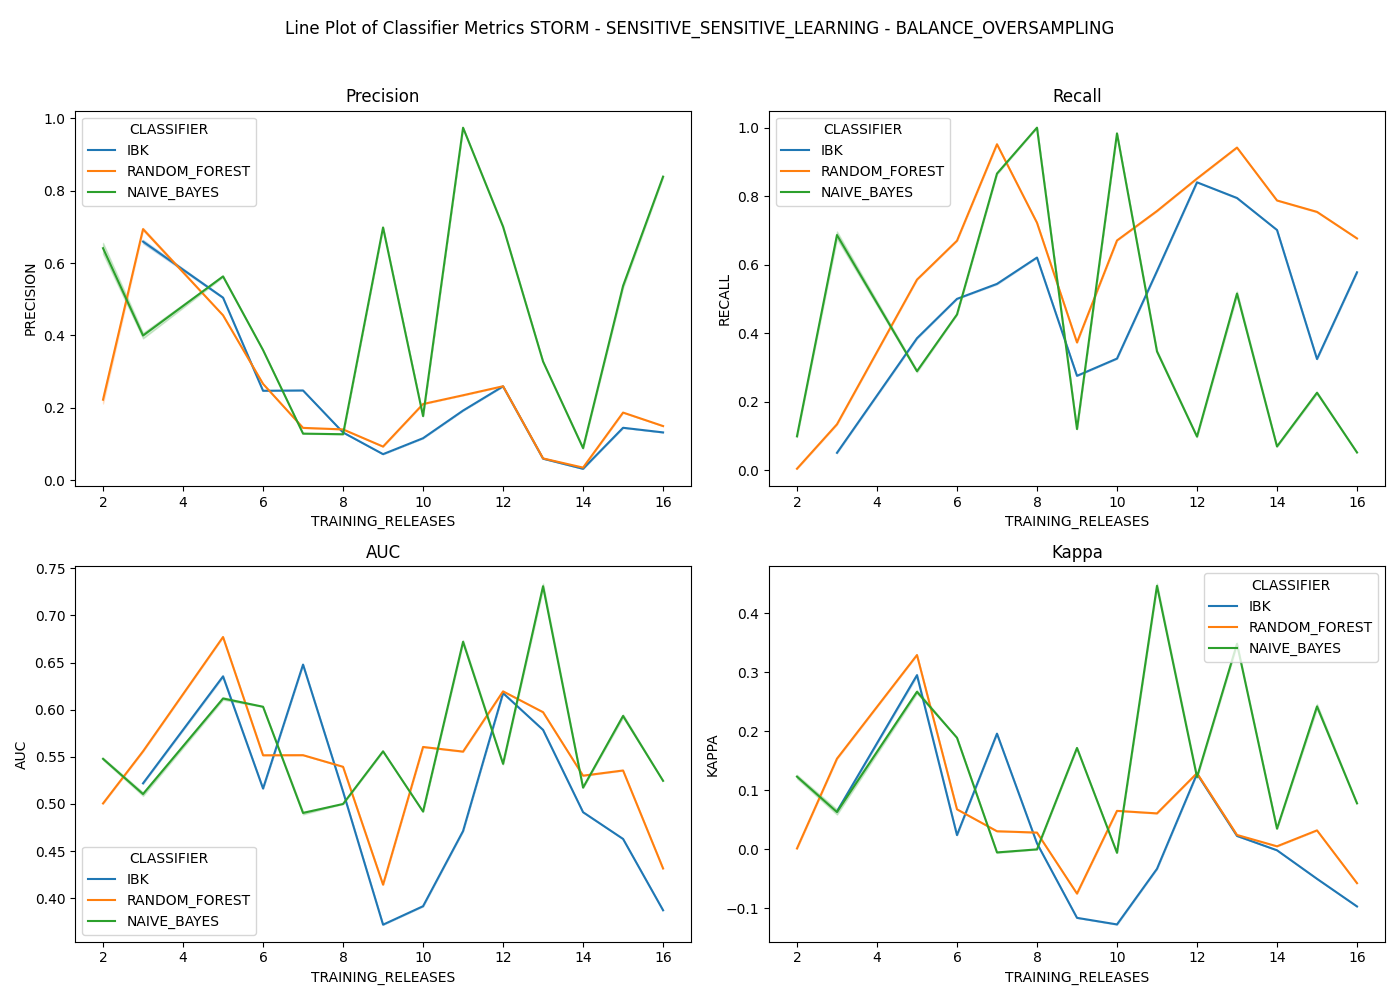 Line Plot of Classifier Metrics STORM - SENSITIVE_SENSITIVE_LEARNING - BALANCE_OVERSAMPLING
Precision
CLASSIFIER
IBK
RANDOM_FOREST
NAIVE_BAYES
PRECISION
1.0
0.8
0.6
0.4
0.2
0.0
2 4 6 8 10 12 14 16
TRAINING_RELEASES
Recall
CLASSIFIER
IBK
RANDOM_FOREST
NAIVE_BAYES
RECALL
1.0
0.8
0.6
0.4
0.2
0.0
2 4 6 8 10 12 14 16
TRAINING_RELEASES
AUC
AUC
0.75
0.70
0.65
0.60
0.55
0.50
0.45
0.40
CLASSIFIER
IBK
RANDOM_FOREST
NAIVE_BAYES
2 4 6 8 10 12 14 16
TRAINING_RELEASES
Kappa
CLASSIFIER
IBK
RANDOM_FOREST
NAIVE_BAYES
KAPPA
0.4
0.3
0.2
0.1
0.0
−0.1
2 4 6 8 10 12 14 16
TRAINING_RELEASES